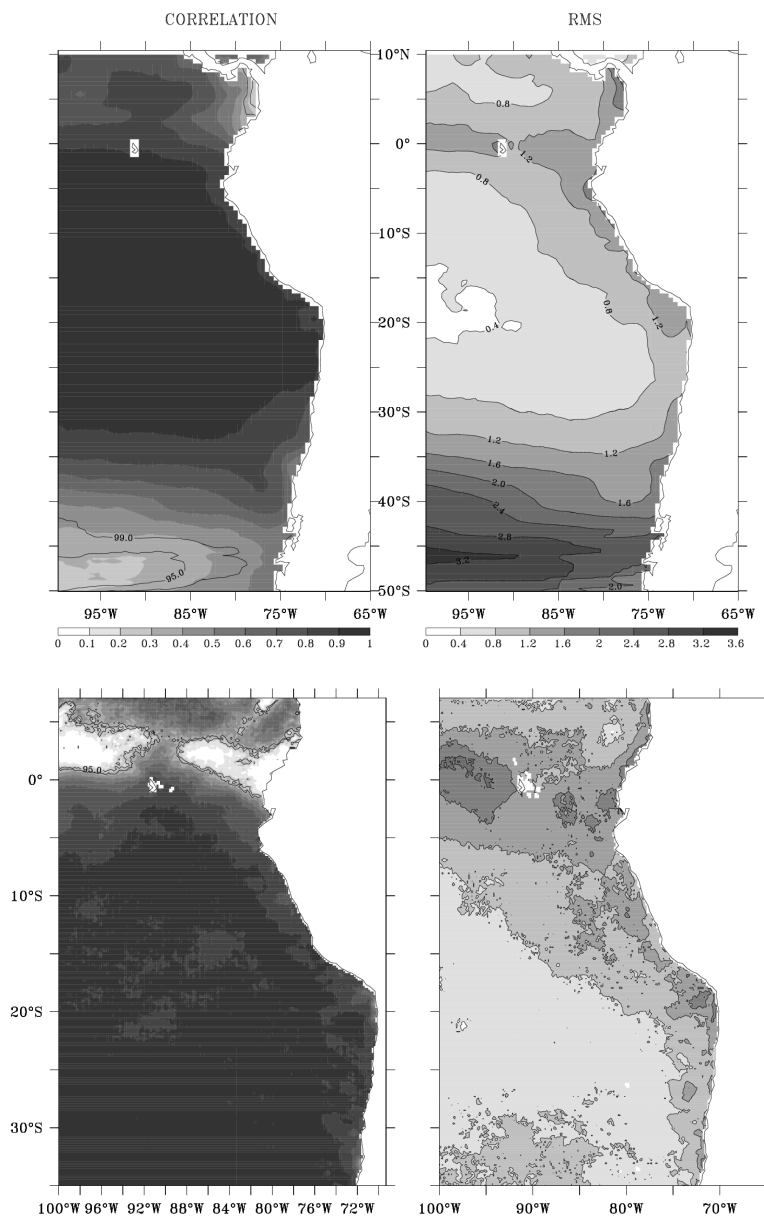 CORRELATION RMS
10°N
0.8
0° 1.2
0.8
10°S
0.8
20°S 0.4 1.2
30°S
1.2 1.2
1.6
2.0 1.6
40°S 2.4
99.0 2.8
95.0 3.2
50°S 2.0
95°W 85°W 75°W 65°W 95°W 85°W 75°W 65°W
0 0.1 0.2 0.3 0.4 0.5 0.6 0.7 0.8 0.9 1 0 0.4 0.8 1.2 1.6 2 2.4 2.8 3.2 3.6
95.0
0°
10°S
20°S
30°S
100°W 96°W 92°W 88°W 84°W 80°W 76°W 72°W 100°W 90°W 80°W 70°W